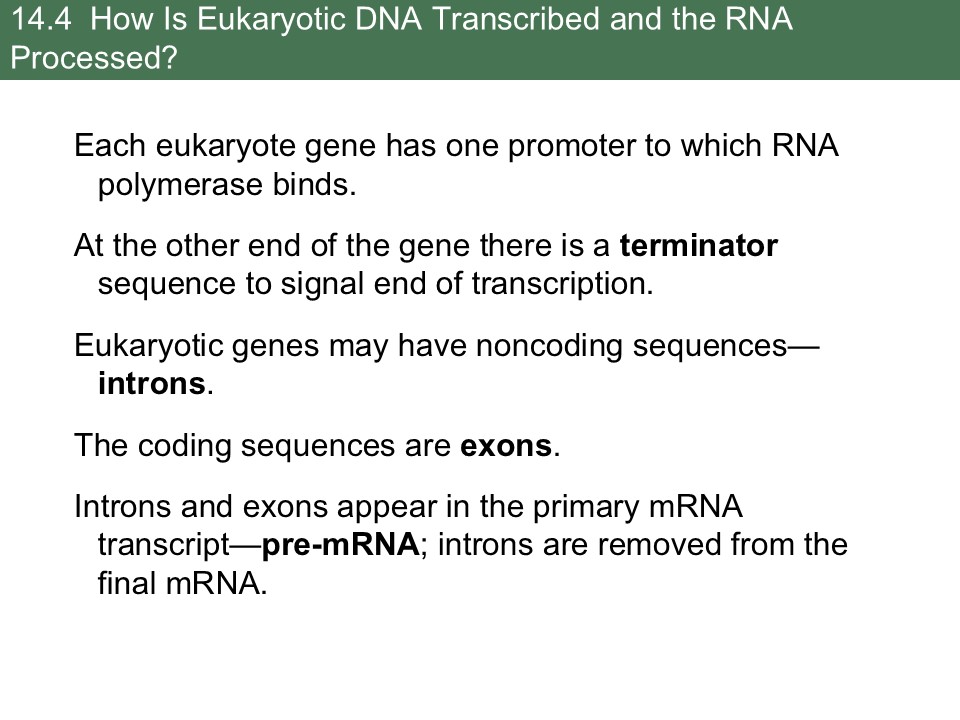 14.4 How Is Eukaryotic DNA Transcribed and the RNA
Processed?
Each eukaryote gene has one promoter to which RNA
polymerase binds.
At the other end of the gene there is a terminator
sequence to signal end of transcription.
Eukaryotic genes may have noncoding sequences—
introns.
The coding sequences are exons.
Introns and exons appear in the primary mRNA
transcript—pre-mRNA; introns are removed from the
final mRNA.